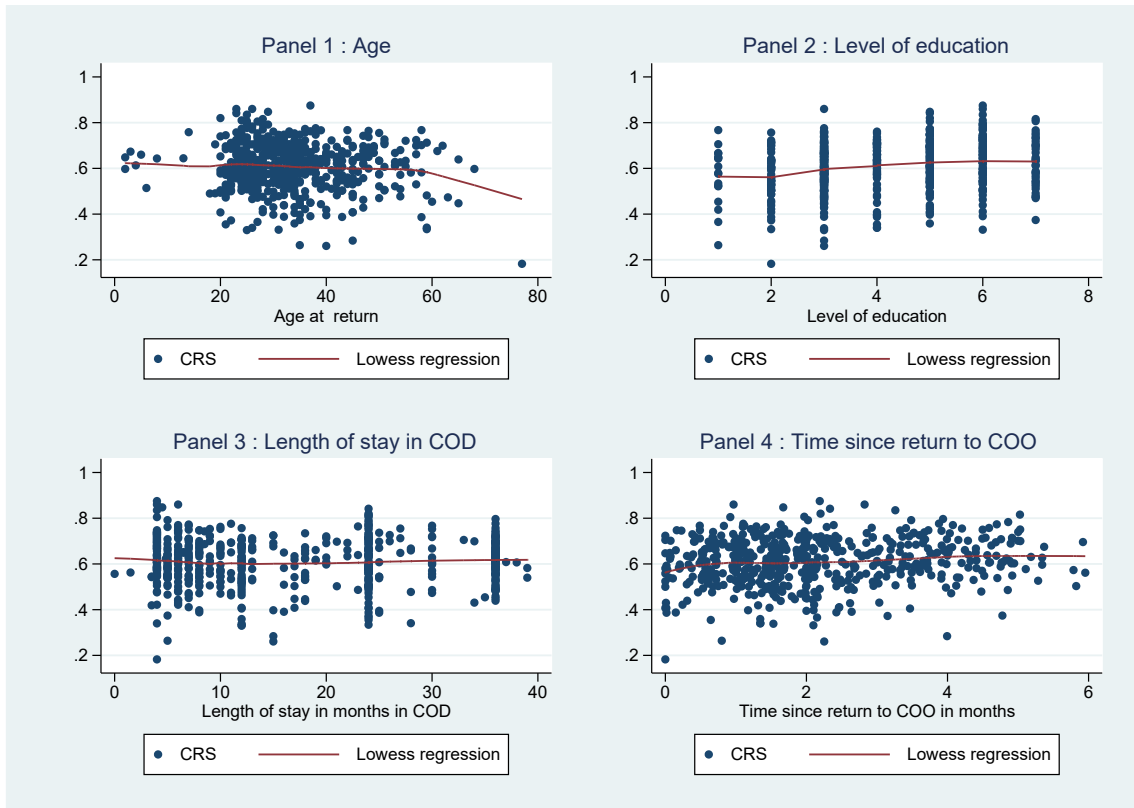 Panel 1 : Age
1
.8
.6
.4
.2
0 20 40 60 80
Age at  return
CRS Lowess regression
Panel 2 : Level of education
1
.8
.6
.4
.2
0 2 4 6 8
Level of education
CRS Lowess regression
Panel 3 : Length of stay in COD
1
.8
.6
.4
.2
0 10 20 30 40
Length of stay in months in COD
CRS Lowess regression
Panel 4 : Time since return to COO
1
.8
.6
.4
.2
0 2 4 6
Time since return to COO in months
CRS Lowess regression